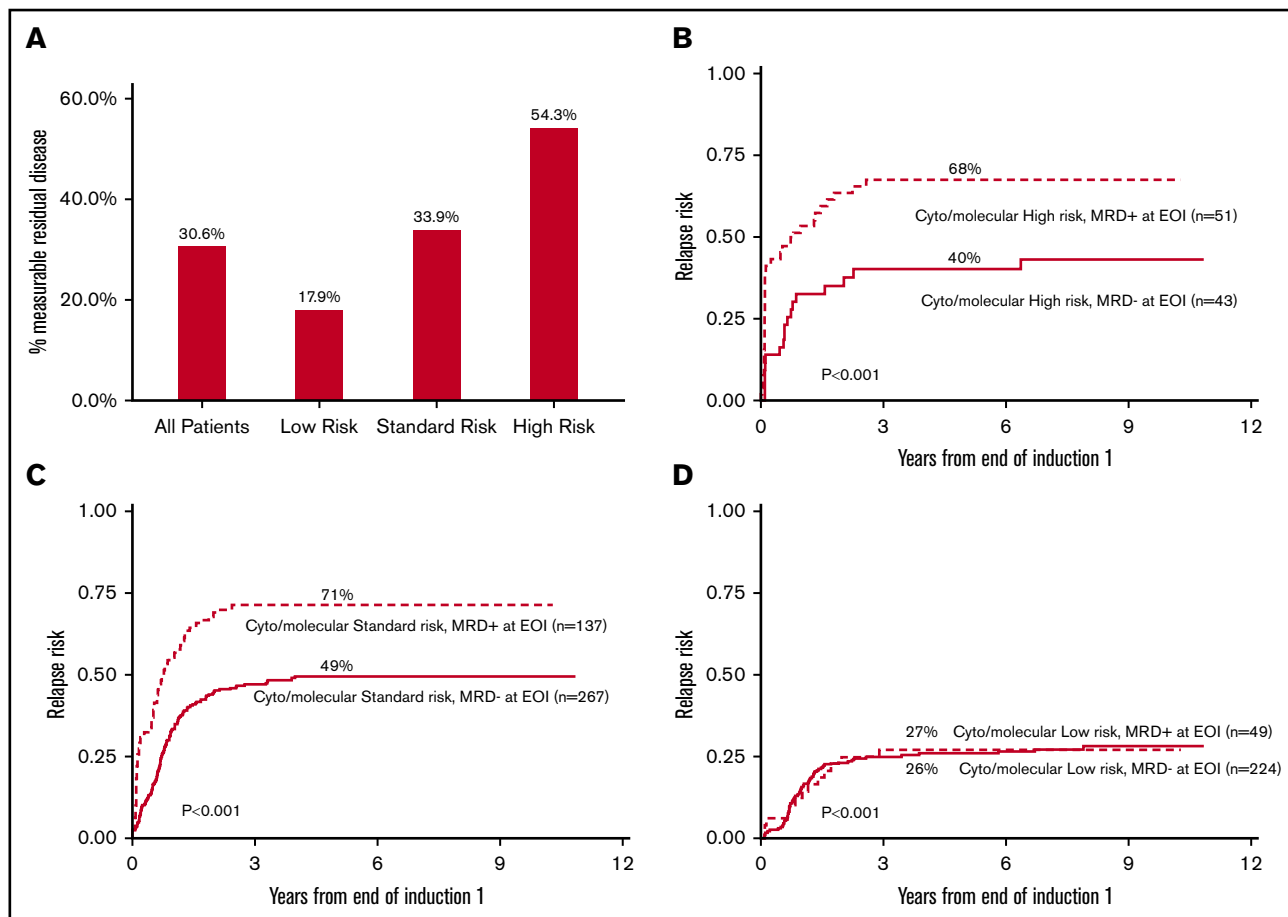 A
% measurable residual disease
60.0%
40.0%
20.0%
0.0%
30.6%
17.9%
33.9%
54.3%
All Patients
Low Risk
Standard Risk
High Risk
B
Relapse risk
1.00
0.75
0.50
0.25
0.00
68%
Cyto/molecular High risk, MRD+ at EOI (n=51)
40%
Cyto/molecular High risk, MRD- at EOI (n=43)
P<0.001
0
3
6
9
12
Years from end of induction 1
C
Relapse risk
1.00
0.75
0.50
0.25
0.00
71%
Cyto/molecular Standard risk, MRD+ at EOI (n=137)
49%
Cyto/molecular Standard risk, MRD- at EOI (n=267)
P<0.001
0
3
6
9
12
Years from end of induction 1
D
Relapse risk
1.00
0.75
0.50
0.25
0.00
27% Cyto/molecular Low risk, MRD+ at EOI (n=49)
26% Cyto/molecular Low risk, MRD- at EOI (n=224)
P<0.001
0
3
6
9
12
Years from end of induction 1